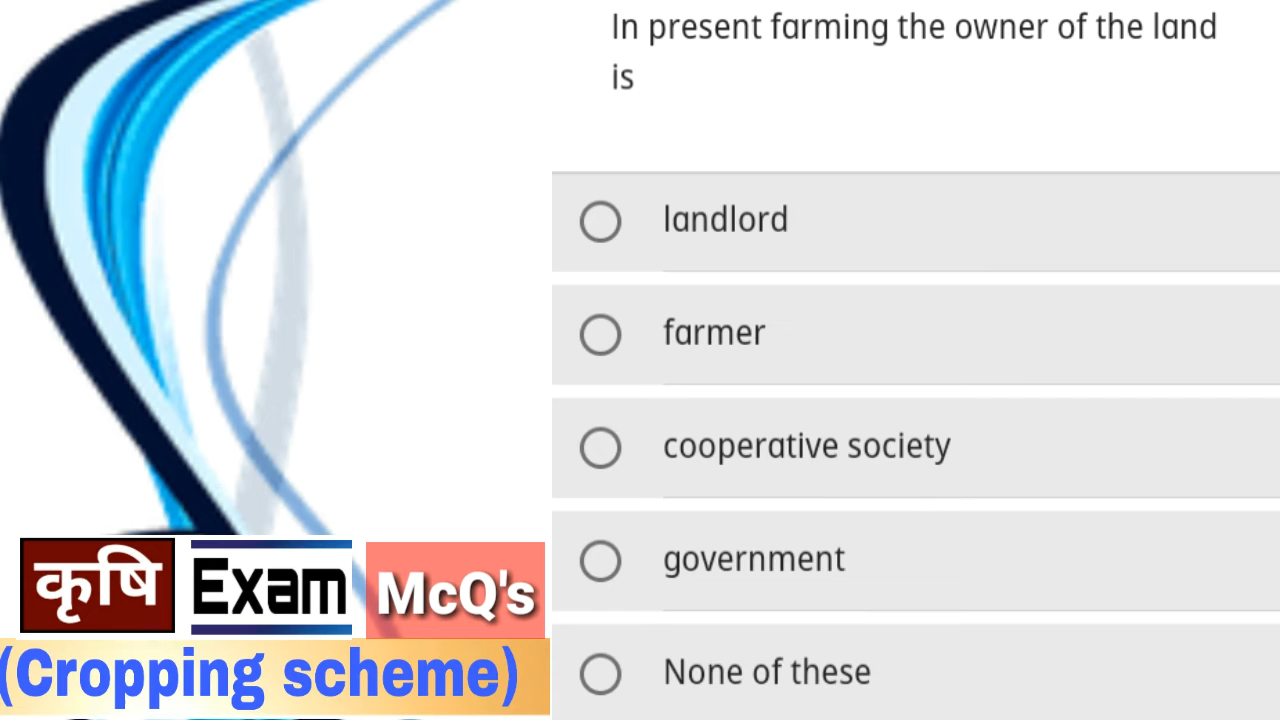 In present farming the owner of the land
is
landlord
farmer
cooperative society
government
None of these
कृषि Exam McQ's
(Cropping scheme)